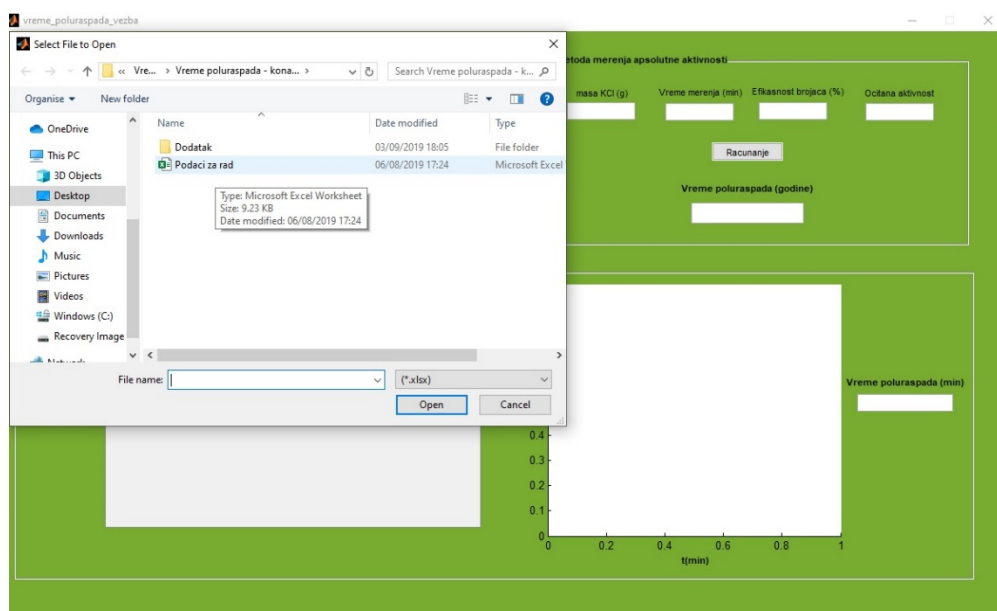 vreme_poluraspada_vezba
Select File to Open
« Vre... › Vreme poluraspada - kona... ›
Search Vreme poluraspada - k...
Organise
New folder
OneDrive
This PC
3D Objects
Desktop
Documents
Downloads
Music
Pictures
Videos
Windows (C:)
Recovery Image
Network
Name
Date modified
Type
Dodatak
03/09/2019 18:05
File folder
Podaci za rad
06/08/2019 17:24
Microsoft Excel
Type: Microsoft Excel Worksheet
Size: 9.23 KB
Date modified: 06/08/2019 17:24
File name:
(*.xlsx)
Open
Cancel
etoda merenja apsolutne aktivnosti
masa KCl (g)
Vreme merenja (min)
Efikasnost brojaca (%)
Ocitana aktivnost
Racunanje
Vreme poluraspada (godine)
Vreme poluraspada (min)
0.4
0.3
0.2
0.1
0
0 0.2 0.4 0.6 0.8 1
t(min)